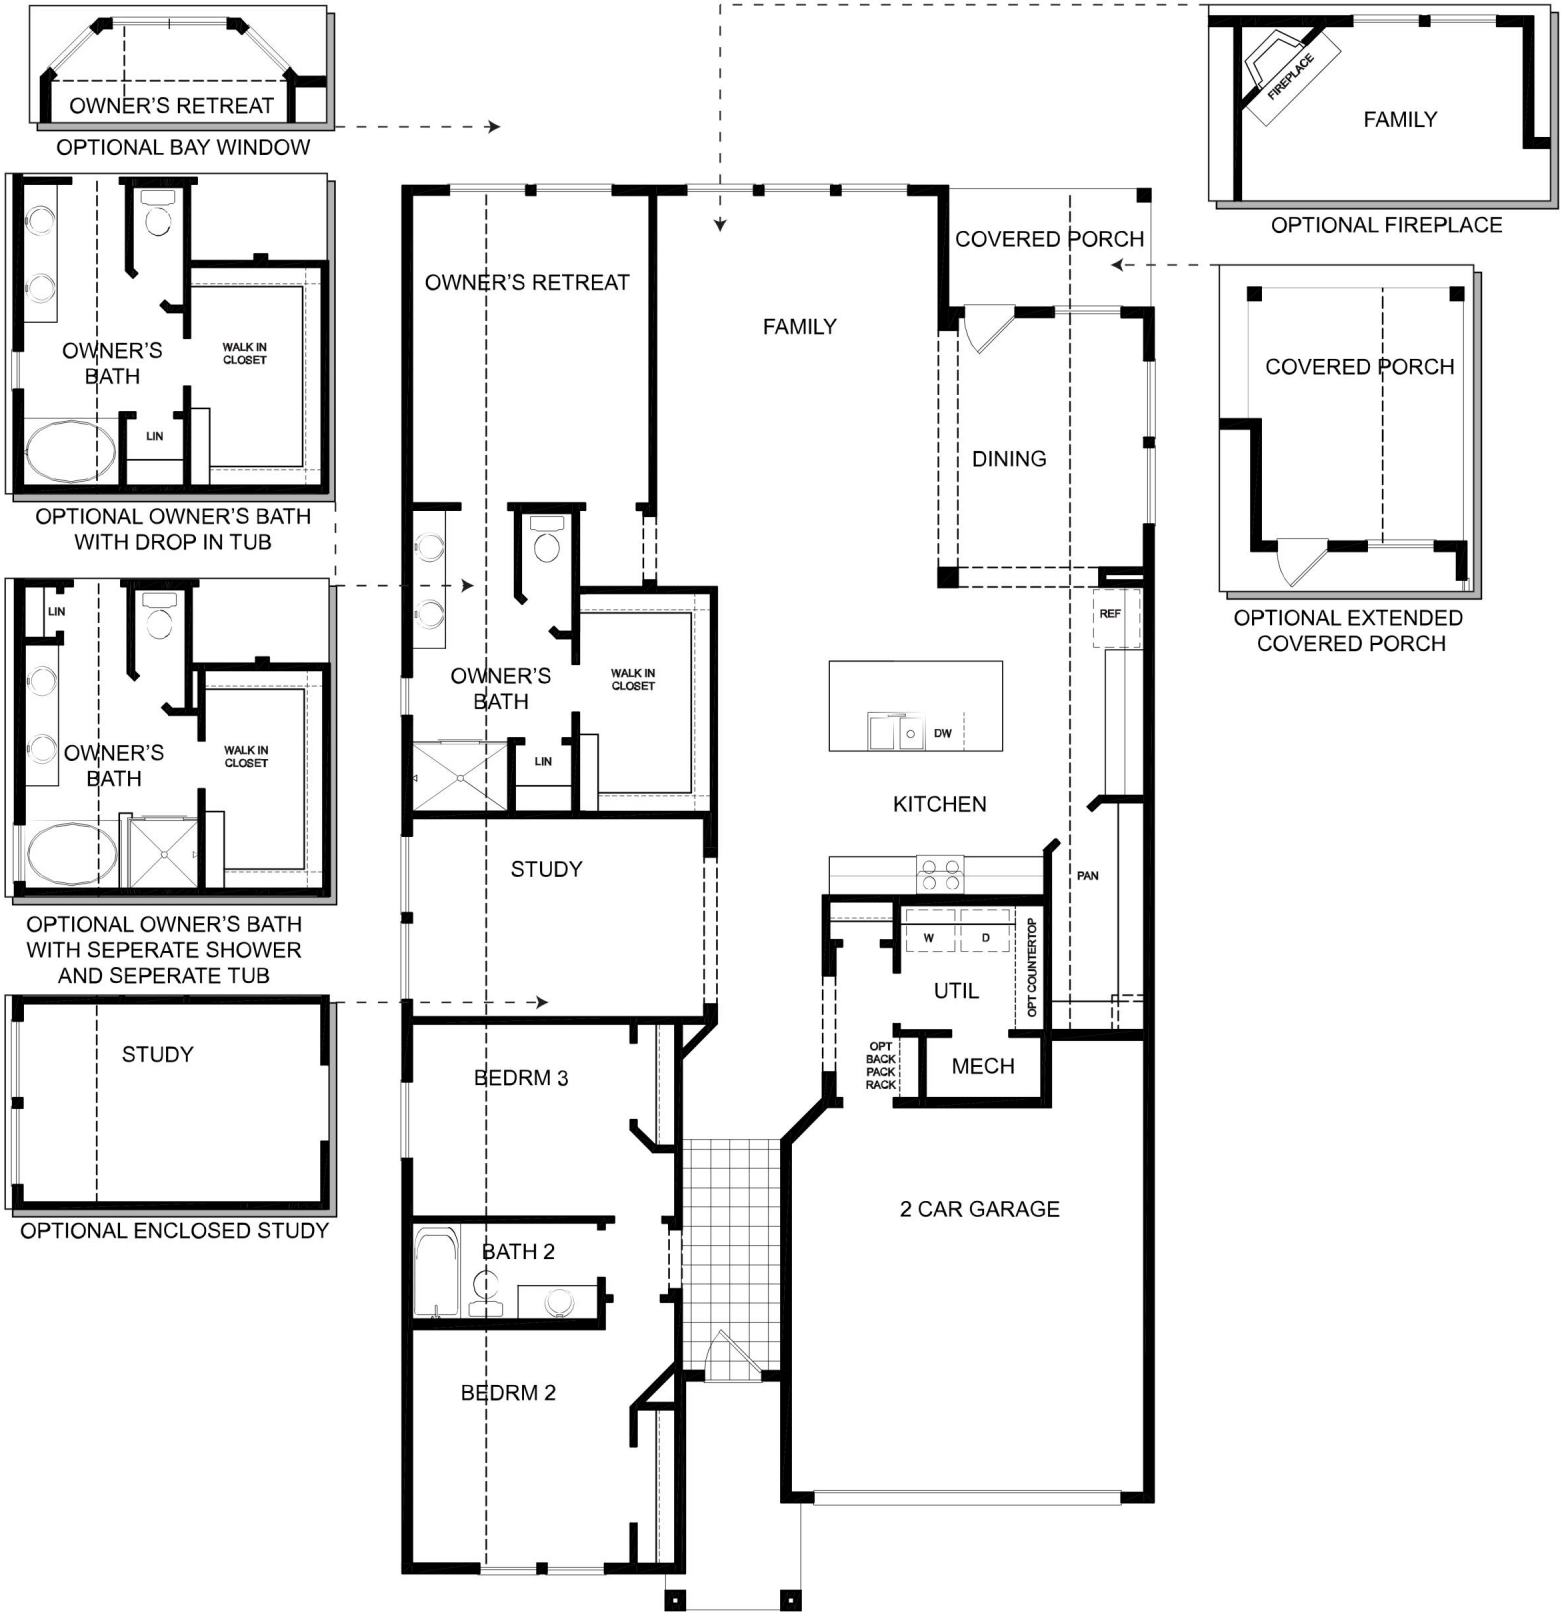 OWNER'S RETREAT
OPTIONAL BAY WINDOW
OWNER'S
BATH
WALK IN
CLOSET
LIN
OPTIONAL OWNER'S BATH
WITH DROP IN TUB
LIN
OWNER'S
BATH
WALK IN
CLOSET
OPTIONAL OWNER'S BATH
WITH SEPERATE SHOWER
AND SEPERATE TUB
STUDY
OPTIONAL ENCLOSED STUDY
OWNER'S RETREAT
FAMILY
COVERED PORCH
DINING
REF
OWNER'S
BATH
WALK IN
CLOSET
LIN
DW
KITCHEN
PAN
STUDY
W
D
OPT COUNTERTOP
UTIL
OPT
BACK
PACK
RACK
MECH
BEDRM 3
2 CAR GARAGE
BATH 2
BEDRM 2
FIREPLACE
FAMILY
OPTIONAL FIREPLACE
COVERED PORCH
OPTIONAL EXTENDED
COVERED PORCH